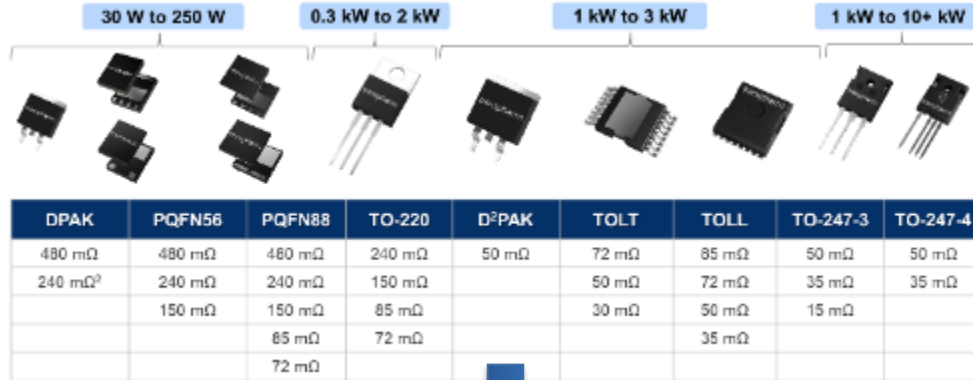 30 W to 250 W 0.3 kW to 2 kW 1 kW to 3 kW 1 kW to 10+ kW
DPAK PQFN56 PQFN88 TO-220 D²PAK TOLT TOLL TO-247-3 TO-247-4
480 mΩ 480 mΩ 480 mΩ 240 mΩ 50 mΩ 72 mΩ 85 mΩ 50 mΩ 50 mΩ
240 mΩ² 240 mΩ 240 mΩ 150 mΩ 50 mΩ 72 mΩ 35 mΩ 35 mΩ
150 mΩ 150 mΩ 85 mΩ 30 mΩ 50 mΩ 15 mΩ
85 mΩ 72 mΩ 35 mΩ
72 mΩ